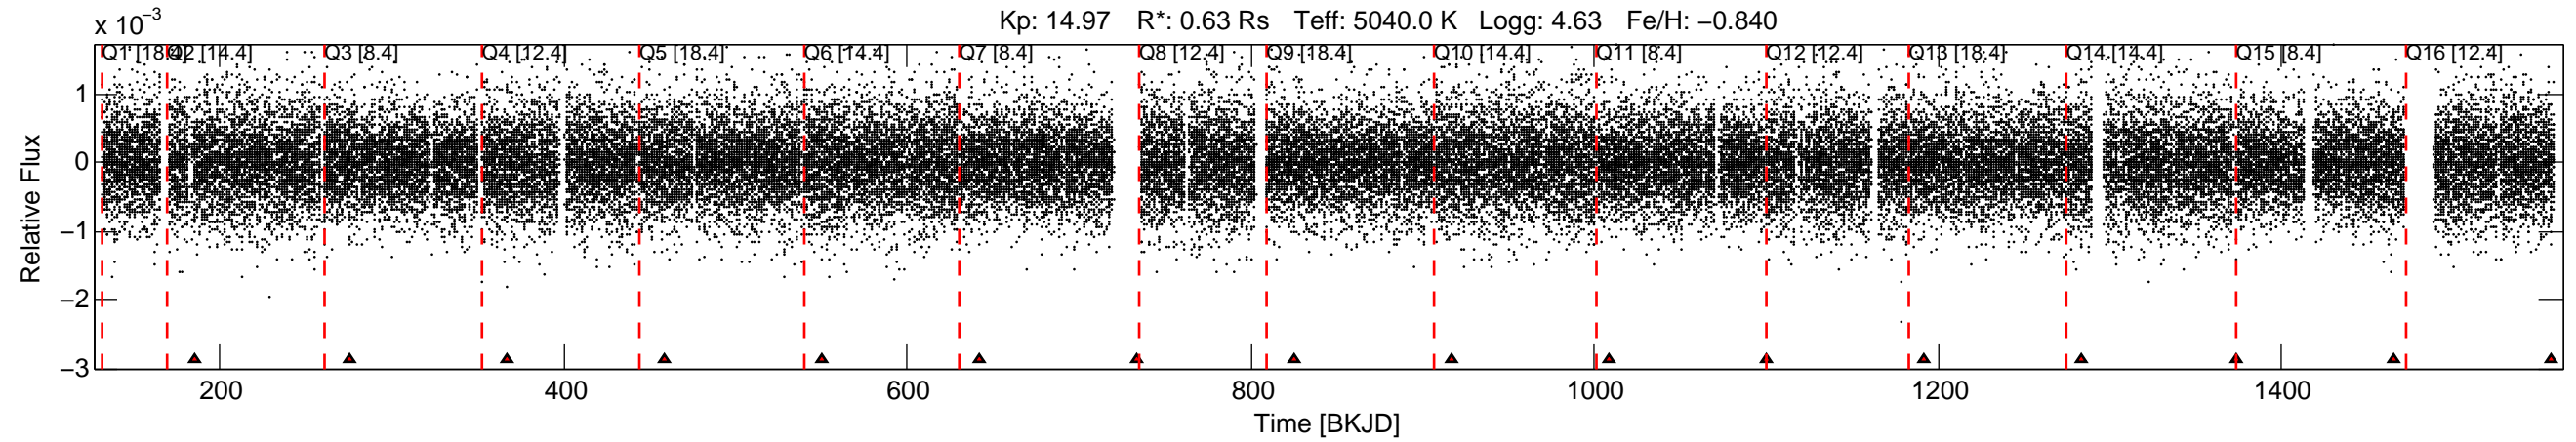 x 10⁻³ Kp: 14.97 R*: 0.63 Rs Teff: 5040.0 K Logg: 4.63 Fe/H: −0.840
Q1 [18.4] Q2 [14.4] Q3 [8.4] Q4 [12.4] Q5 [18.4] Q6 [14.4] Q7 [8.4] Q8 [12.4] Q9 [18.4] Q10 [14.4] Q11 [8.4] Q12 [12.4] Q13 [18.4] Q14 [14.4] Q15 [8.4] Q16 [12.4]
1
0
−1
−2
−3
Relative Flux
200 400 600 800 1000 1200 1400
Time [BKJD]